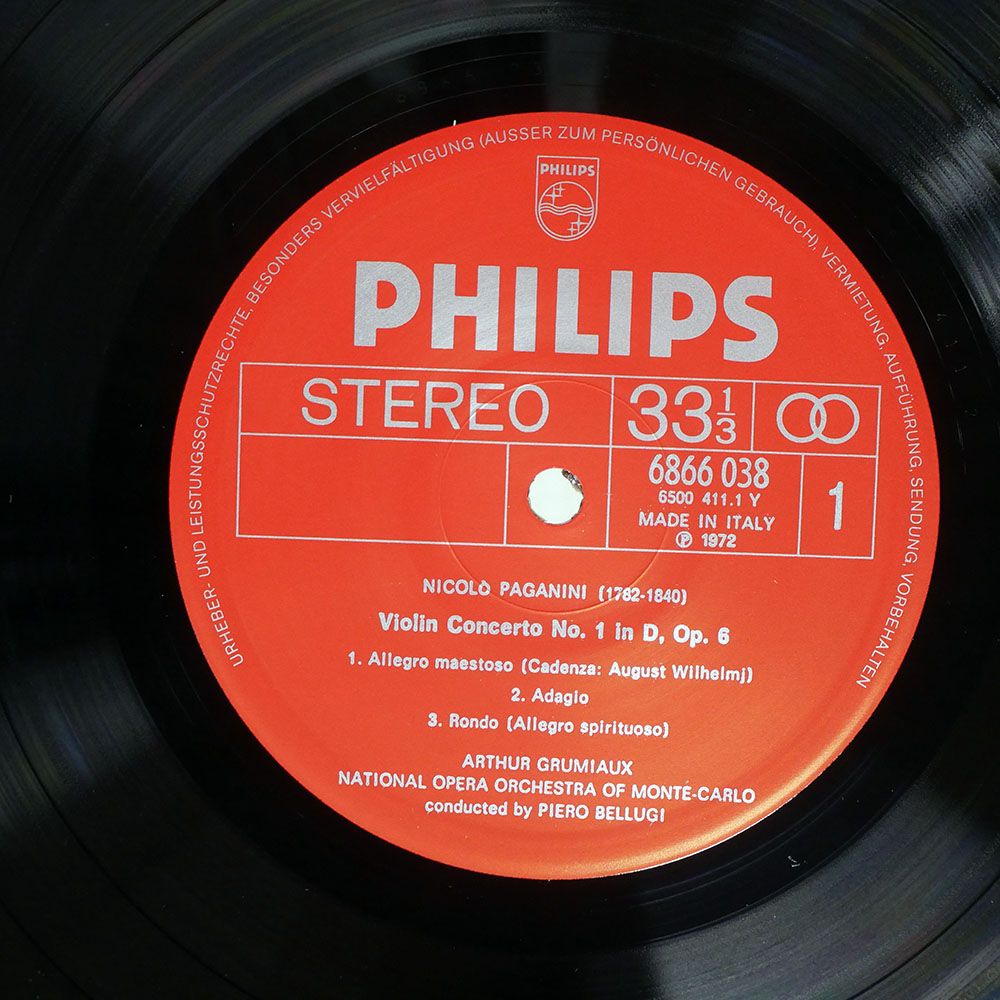 URHEBER- UND LEISTUNGSSCHUTZRECHTE, BESONDERS VERVIELFÄLTIGUNG (AUSSER ZUM PERSÖNLICHEN GEBRAUCH), VERMIETUNG, AUFFÜHRUNG, SENDUNG, VORBEHALTEN
PHILIPS
PHILIPS
STEREO 33 1/3
6866 038
6500 411.1 Y
MADE IN ITALY
℗ 1972
1
NICOLÒ PAGANINI (1782-1840)
Violin Concerto No. 1 in D, Op. 6
1. Allegro maestoso (Cadenza: August Wilhelmj)
2. Adagio
3. Rondo (Allegro spirituoso)
ARTHUR GRUMIAUX
NATIONAL OPERA ORCHESTRA OF MONTE-CARLO
conducted by PIERO BELLUGI